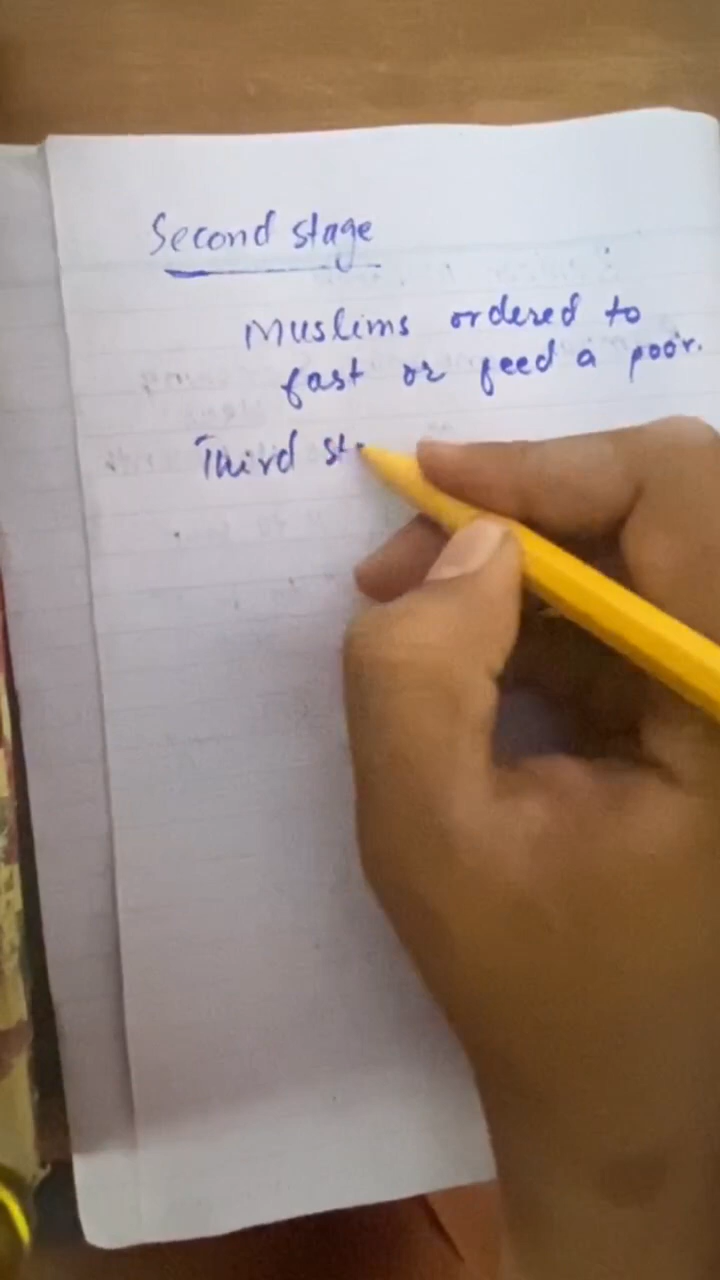 Second stage
Muslims ordered to
fast or feed a poor.
Third st